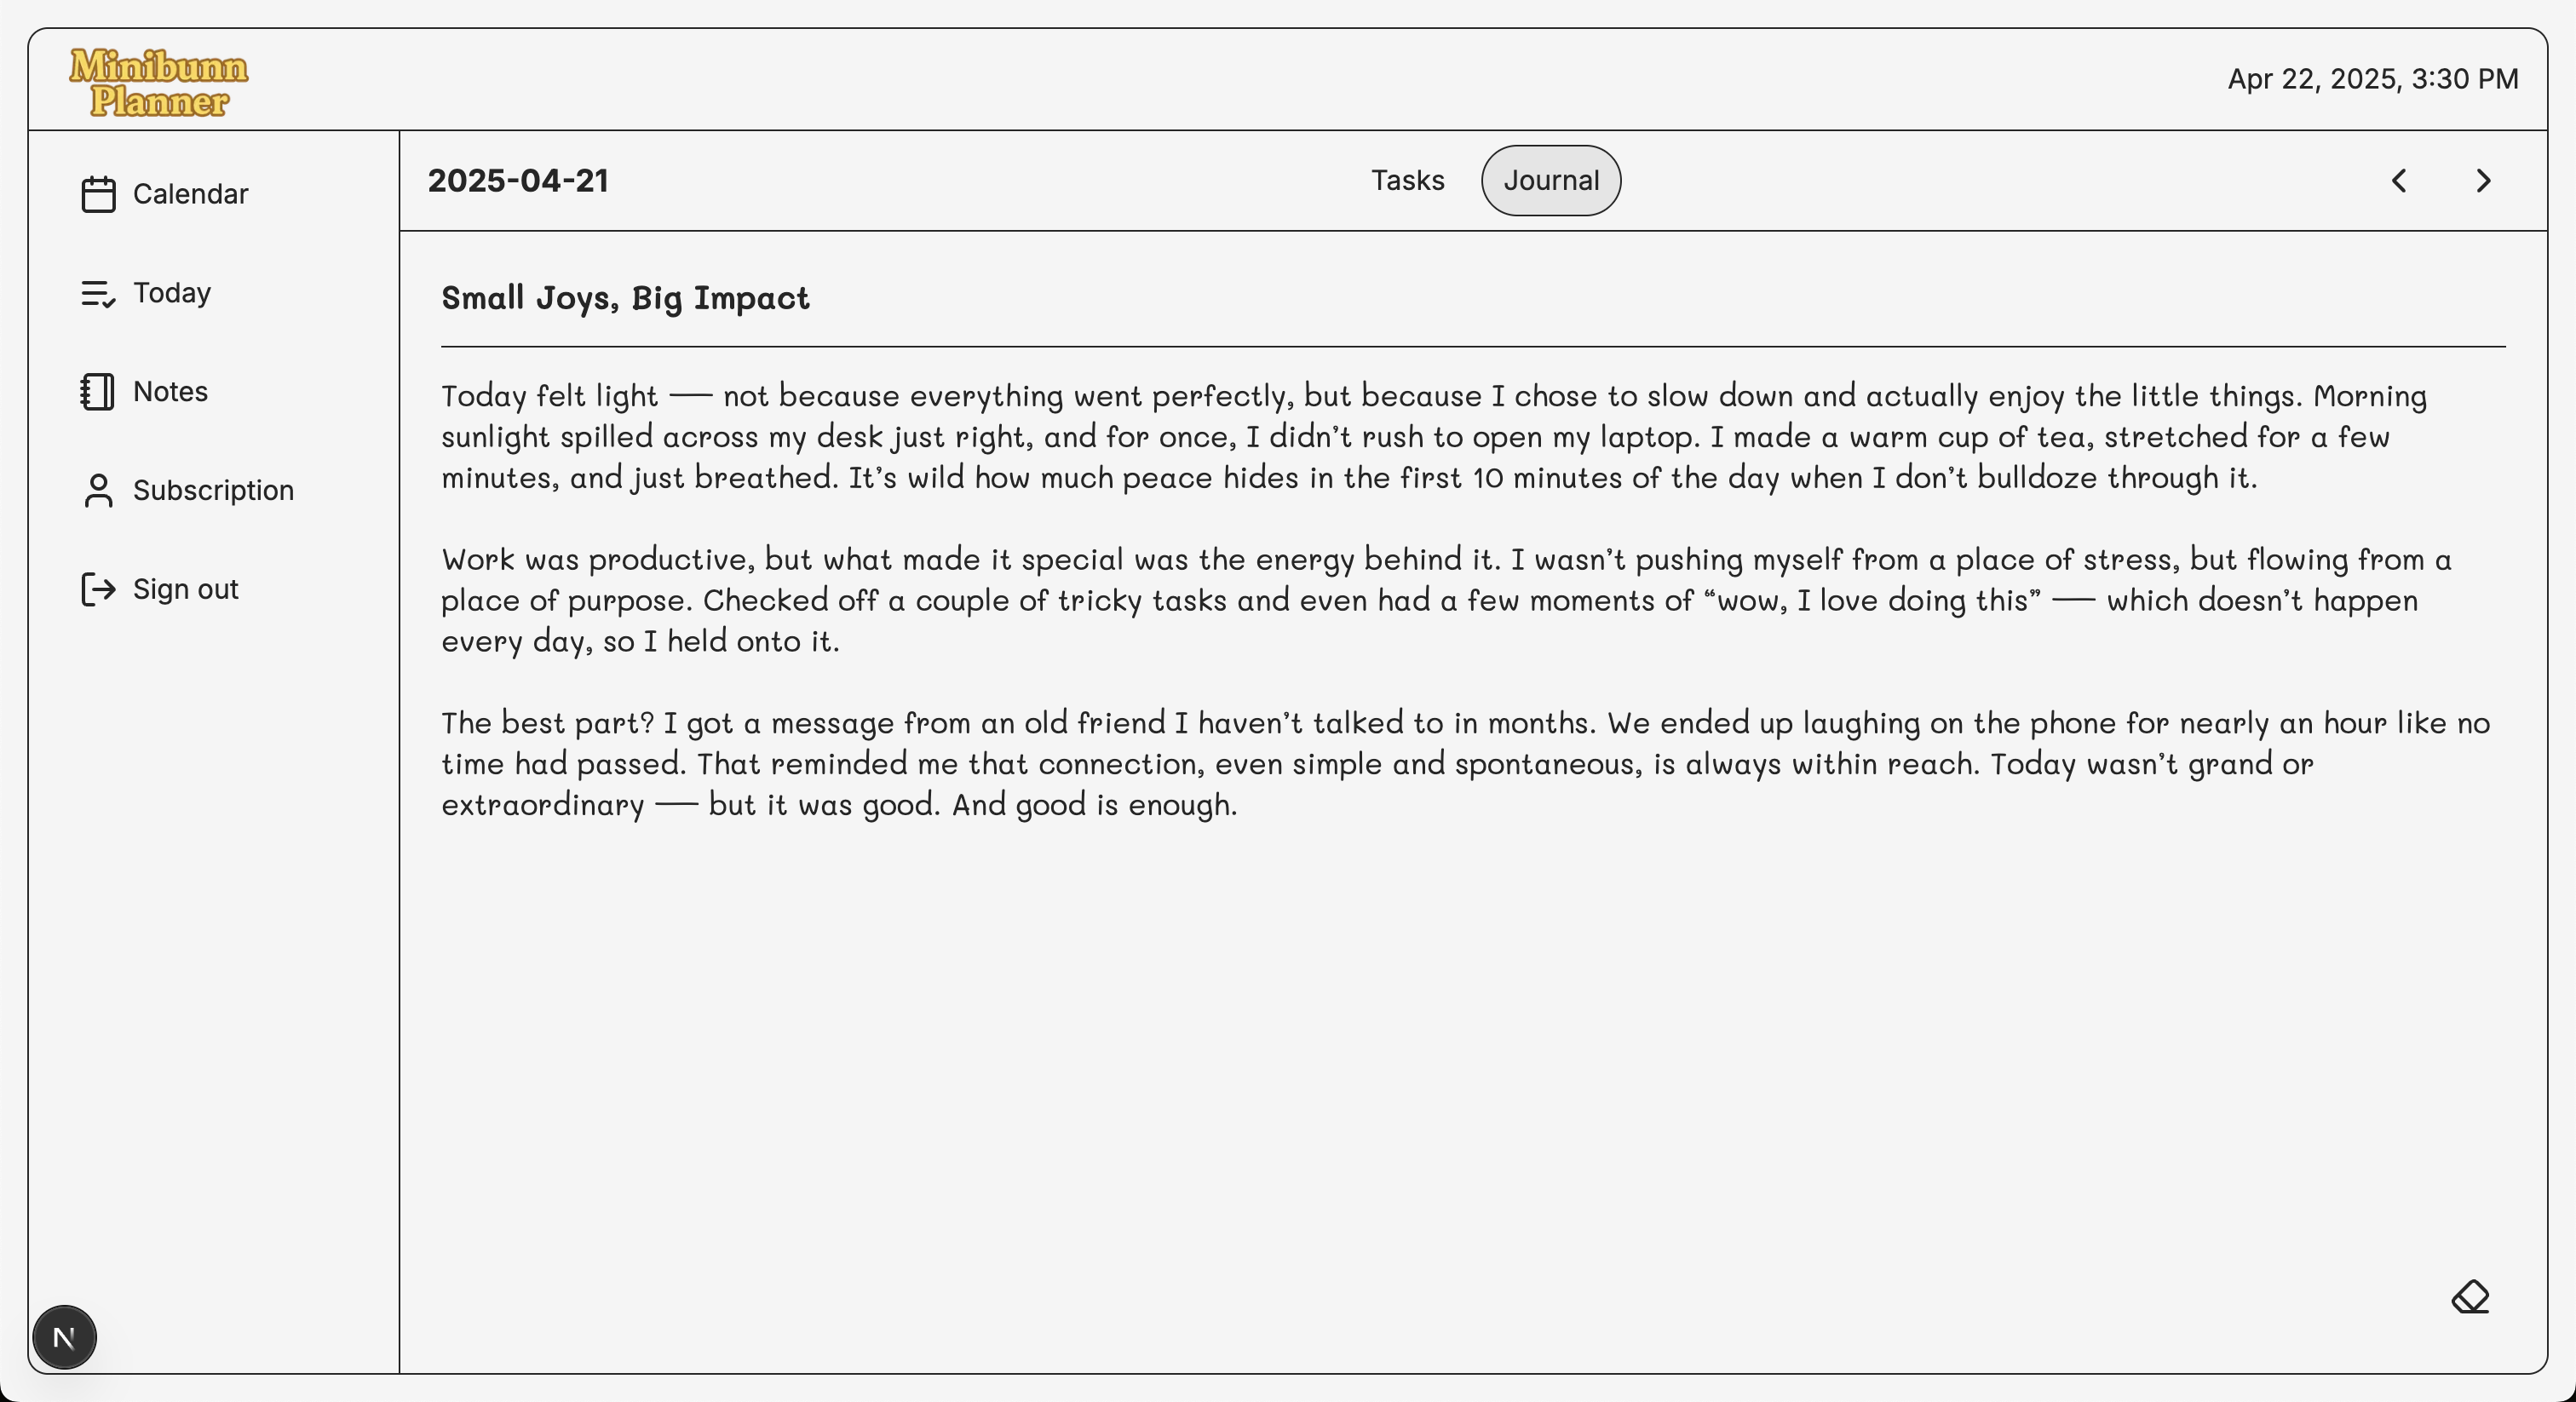 Minibunn
Planner
Apr 22, 2025, 3:30 PM
Calendar
Today
Notes
Subscription
Sign out
2025-04-21
Tasks
Journal
Small Joys, Big Impact
Today felt light — not because everything went perfectly, but because I chose to slow down and actually enjoy the little things. Morning
sunlight spilled across my desk just right, and for once, I didn’t rush to open my laptop. I made a warm cup of tea, stretched for a few
minutes, and just breathed. It’s wild how much peace hides in the first 10 minutes of the day when I don’t bulldoze through it.
Work was productive, but what made it special was the energy behind it. I wasn’t pushing myself from a place of stress, but flowing from a
place of purpose. Checked off a couple of tricky tasks and even had a few moments of “wow, I love doing this” — which doesn’t happen
every day, so I held onto it.
The best part? I got a message from an old friend I haven’t talked to in months. We ended up laughing on the phone for nearly an hour like no
time had passed. That reminded me that connection, even simple and spontaneous, is always within reach. Today wasn’t grand or
extraordinary — but it was good. And good is enough.
N